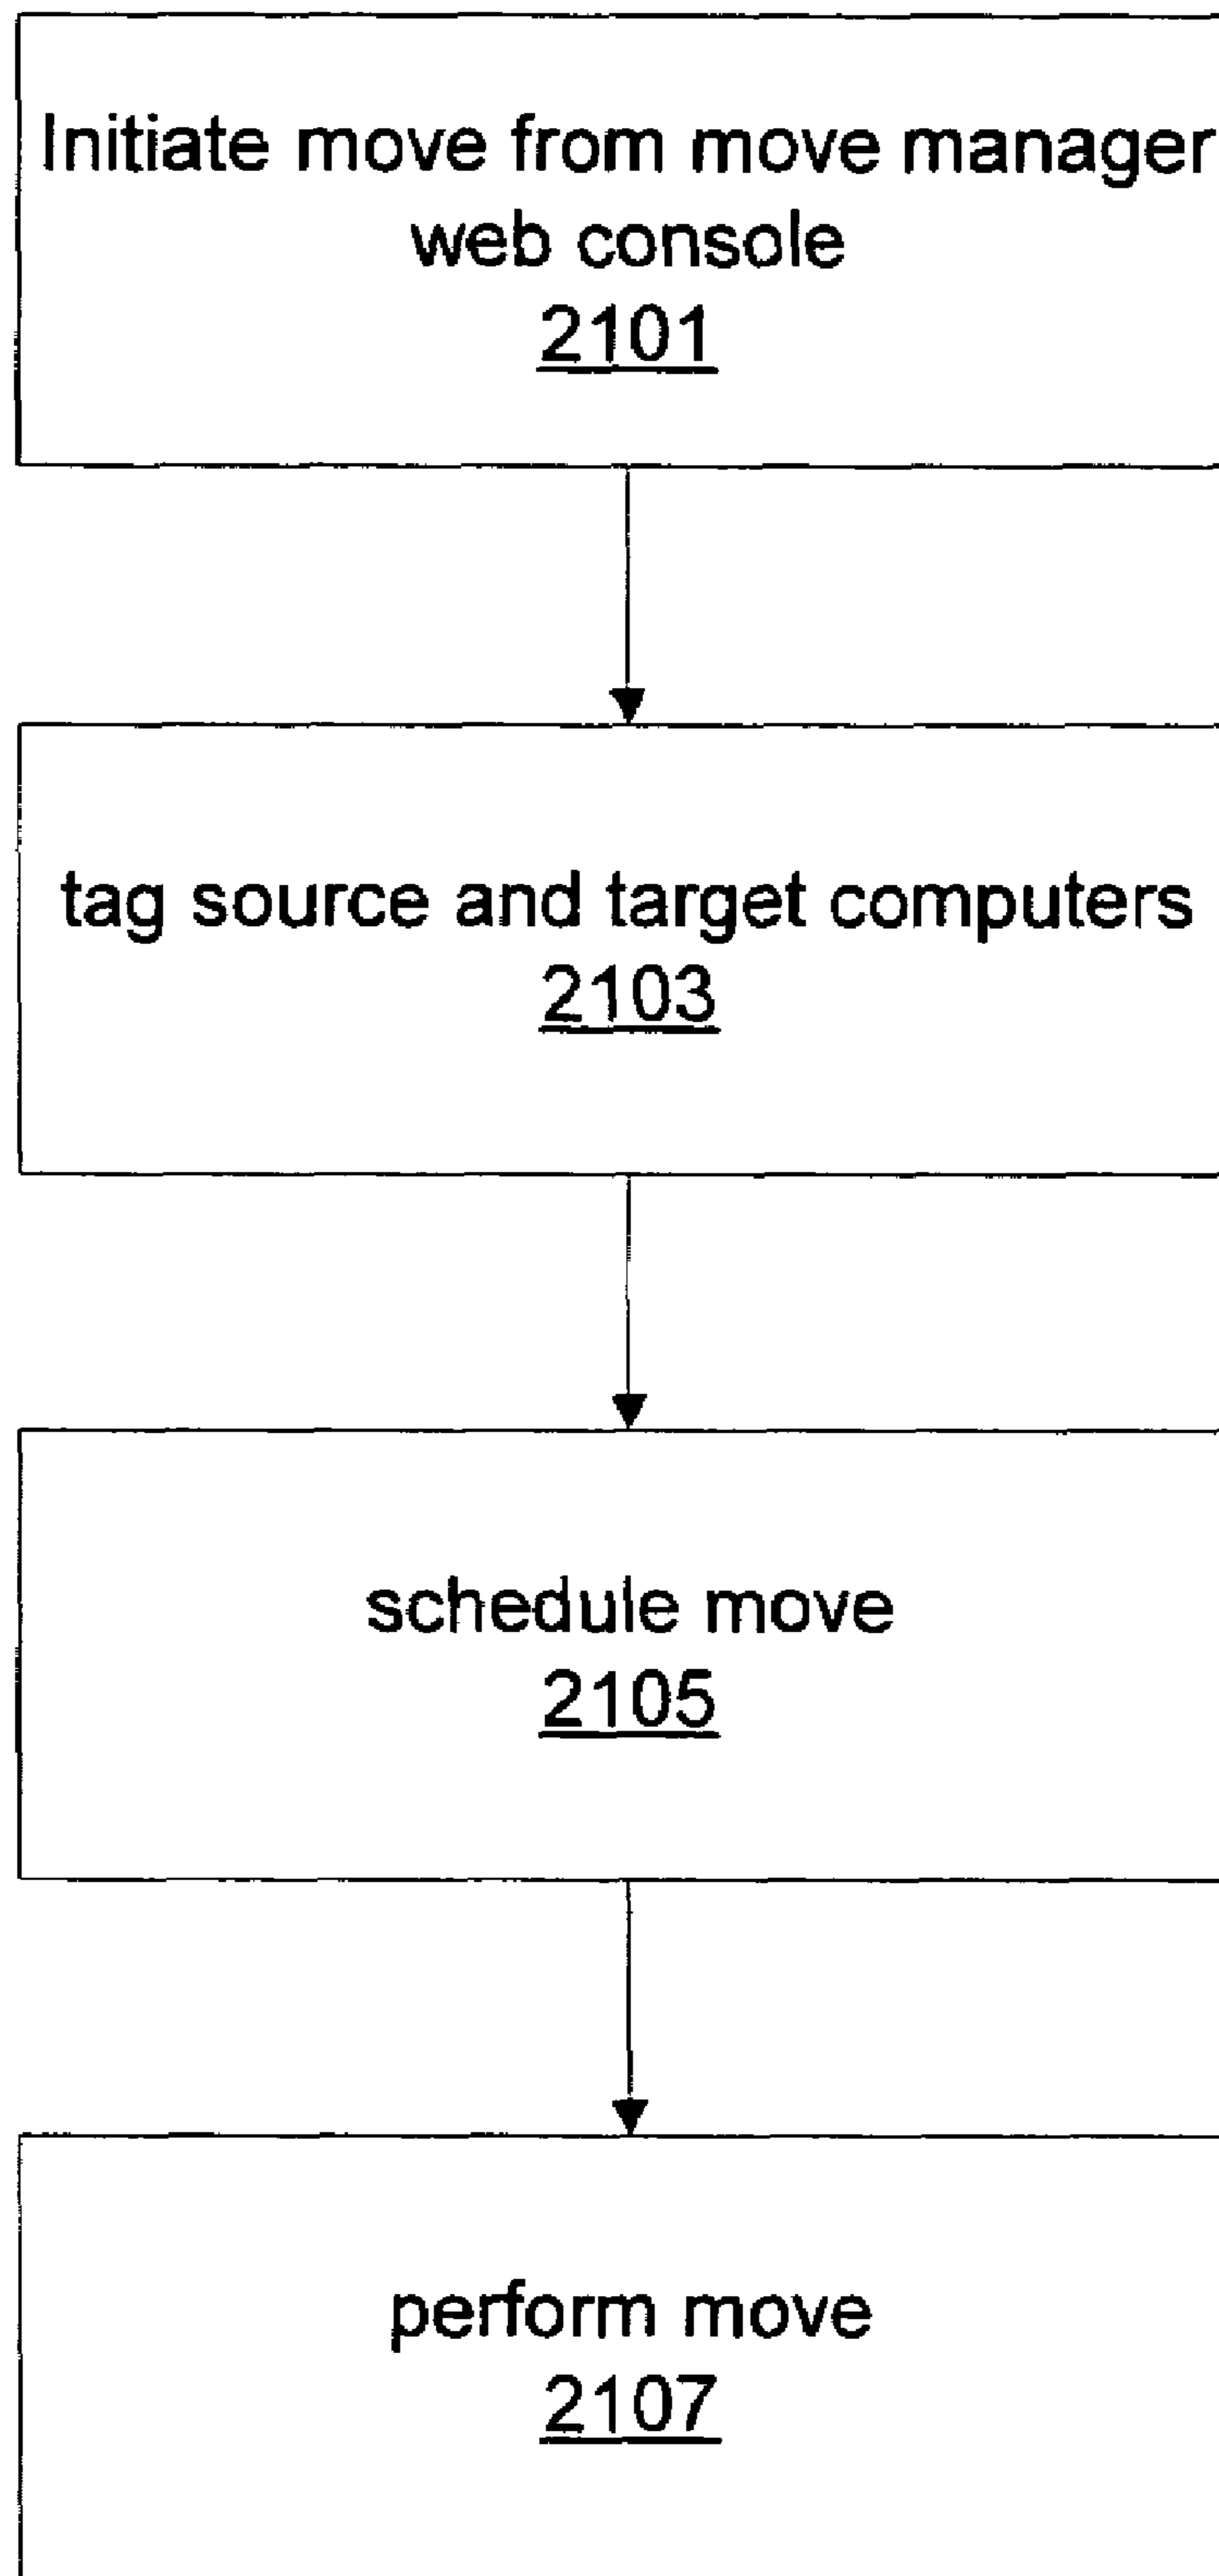 Initiate move from move manager
web console
2101
tag source and target computers
2103
schedule move
2105
perform move
2107